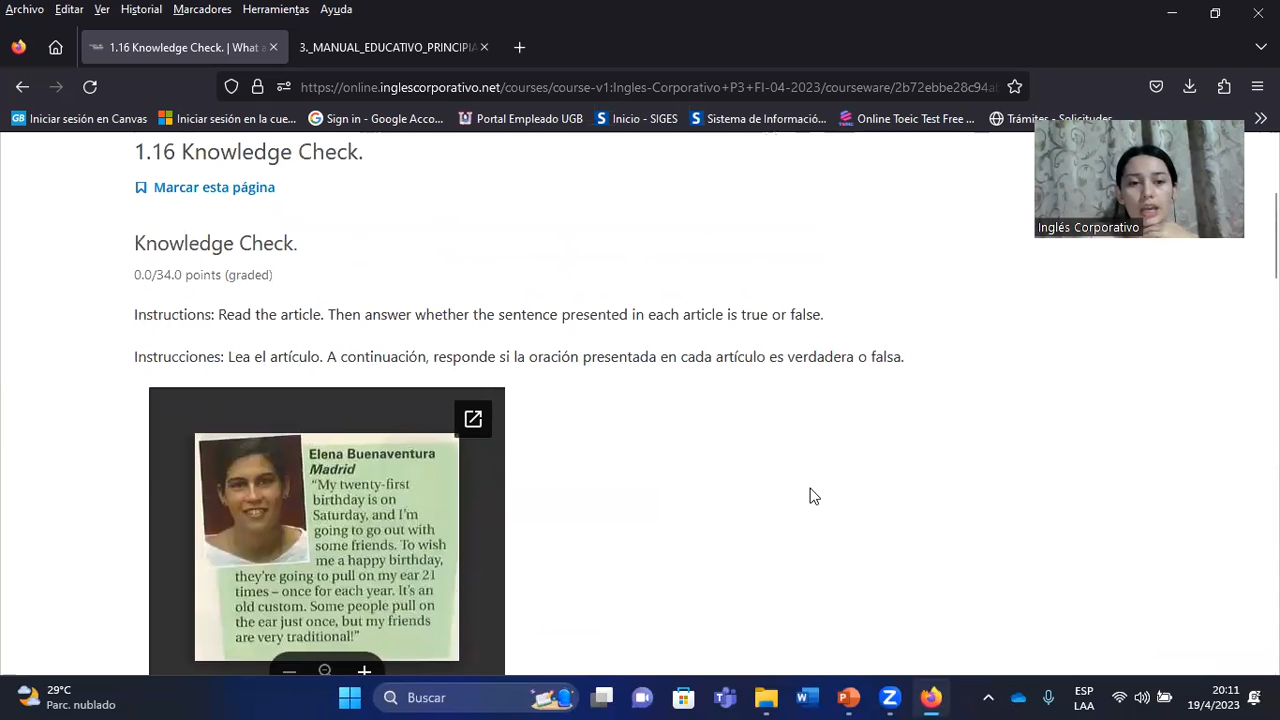 Archivo Editar Ver Historial Marcadores Herramientas Ayuda
1.16 Knowledge Check. | What a
3._MANUAL_EDUCATIVO_PRINCIPIA
https://online.inglescorporativo.net/courses/course-v1:Ingles-Corporativo+P3+FI-04-2023/courseware/2b72ebbe28c94a
GB Iniciar sesión en Canvas Iniciar sesión en la cue... Sign in - Google Acco... Portal Empleado UGB S Inicio - SIGES S Sistema de Informació... Online Toeic Test Free ... Trámites - Solicitudes
1.16 Knowledge Check.
Marcar esta página
Inglés Corporativo
Knowledge Check.
0.0/34.0 points (graded)
Instructions: Read the article. Then answer whether the sentence presented in each article is true or false.
Instrucciones: Lea el artículo. A continuación, responde si la oración presentada en cada artículo es verdadera o falsa.
Elena Buenaventura
Madrid
“My twenty-first
birthday is on
Saturday, and I’m
going to go out with
some friends. To wish
me a happy birthday,
they’re going to pull on my ear 21
times – once for each year. It’s an
old custom. Some people pull on
the ear just once, but my friends
are very traditional!”
29°C
Parc. nublado
Buscar
ESP
LAA
20:11
19/4/2023